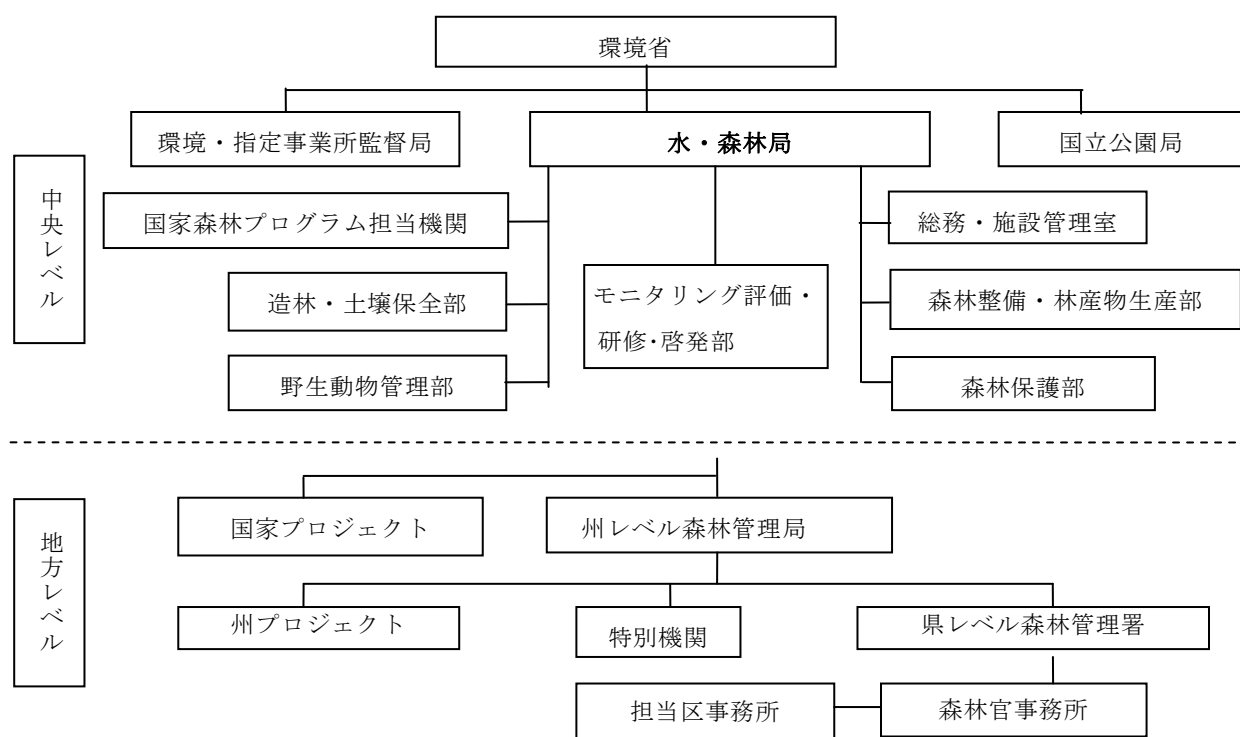 環境省
環境・指定事業所監督局
水・森林局
国立公園局
中央レベル
国家森林プログラム担当機関
総務・施設管理室
造林・土壌保全部
モニタリング評価・
研修・啓発部
森林整備・林産物生産部
野生動物管理部
森林保護部
地方レベル
国家プロジェクト
州レベル森林管理局
州プロジェクト
特別機関
県レベル森林管理署
担当区事務所
森林官事務所